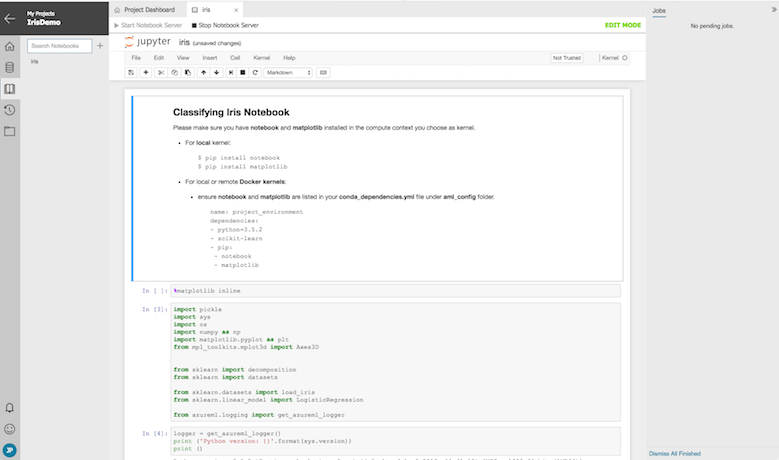 My Projects
IrisDemo
Search Notebooks
iris
Project Dashboard
iris
Start Notebook Server
Stop Notebook Server
EDIT MODE
jupyter iris (unsaved changes)
File Edit View Insert Cell Kernel Help
Not Trusted
Kernel
Markdown
Classifying Iris Notebook
Please make sure you have notebook and matplotlib installed in the compute context you choose as kernel.
• For local kernel:
$ pip install notebook
$ pip install matplotlib
• For local or remote Docker kernels:
• ensure notebook and matplotlib are listed in your conda_dependencies.yml file under aml_config folder.
name: project_environment
dependencies:
- python=3.5.2
- scikit-learn
- pip:
- notebook
- matplotlib
In [ ]: %matplotlib inline
In [3]: import pickle
import sys
import os
import numpy as np
import matplotlib.pyplot as plt
from mpl_toolkits.mplot3d import Axes3D
from sklearn import decomposition
from sklearn import datasets
from sklearn.datasets import load_iris
from sklearn.linear_model import LogisticRegression
from azureml.logging import get_azureml_logger
In [4]: logger = get_azureml_logger()
print ('Python version: {}'.format(sys.version))
print ()
Jobs
No pending jobs.
Dismiss All Finished